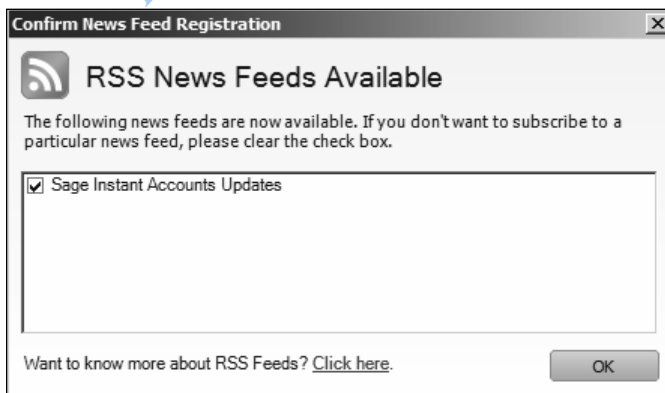 Confirm News Feed Registration
RSS News Feeds Available
The following news feeds are now available. If you don't want to subscribe to a
particular news feed, please clear the check box.
Sage Instant Accounts Updates
Want to know more about RSS Feeds? Click here.
OK